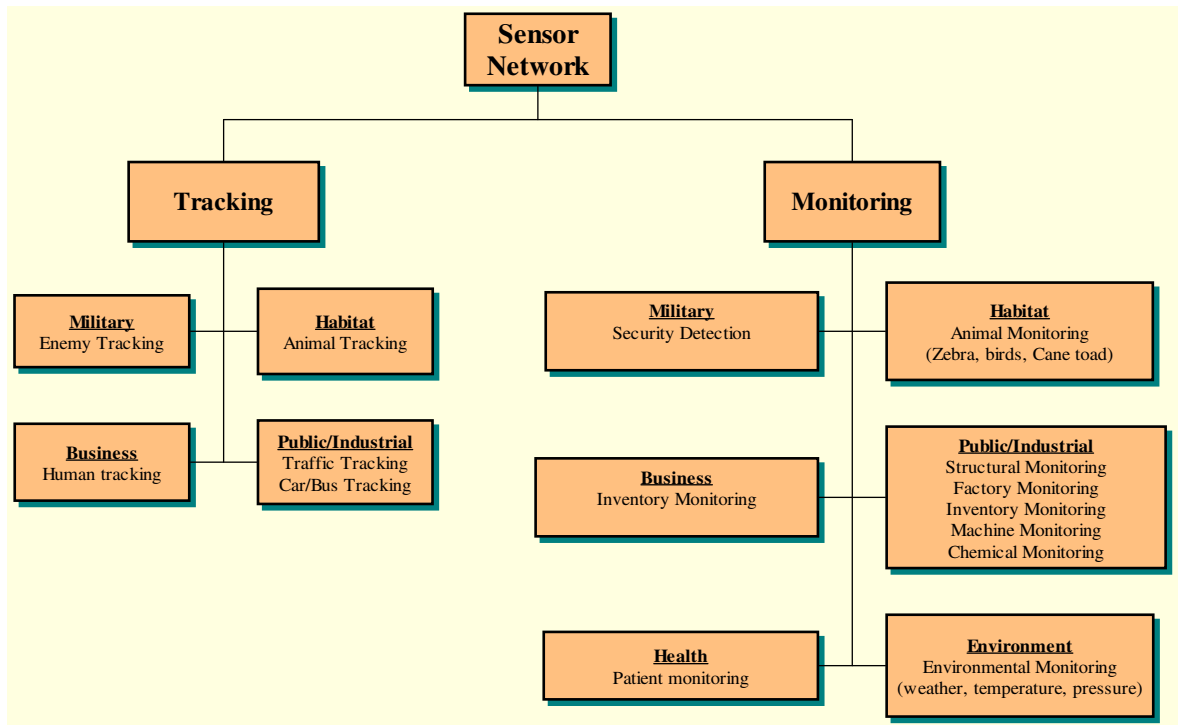 Sensor
Network
Tracking
Monitoring
Military
Enemy Tracking
Habitat
Animal Tracking
Business
Human tracking
Public/Industrial
Traffic Tracking
Car/Bus Tracking
Military
Security Detection
Habitat
Animal Monitoring
(Zebra, birds, Cane toad)
Business
Inventory Monitoring
Public/Industrial
Structural Monitoring
Factory Monitoring
Inventory Monitoring
Machine Monitoring
Chemical Monitoring
Health
Patient monitoring
Environment
Environmental Monitoring
(weather, temperature, pressure)